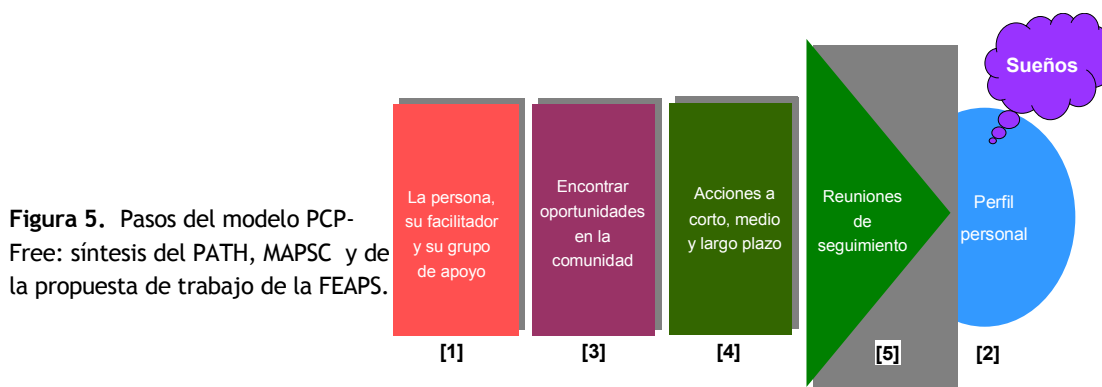 Figura 5. Pasos del modelo PCP-
Free: síntesis del PATH, MAPSC y de
la propuesta de trabajo de la FEAPS.
La persona,
su facilitador
y su grupo
de apoyo
[1]
Encontrar
oportunidades
en la
comunidad
[3]
Acciones a
corto, medio
y largo plazo
[4]
Reuniones
de
seguimiento
[5]
Sueños
Perfil
personal
[2]